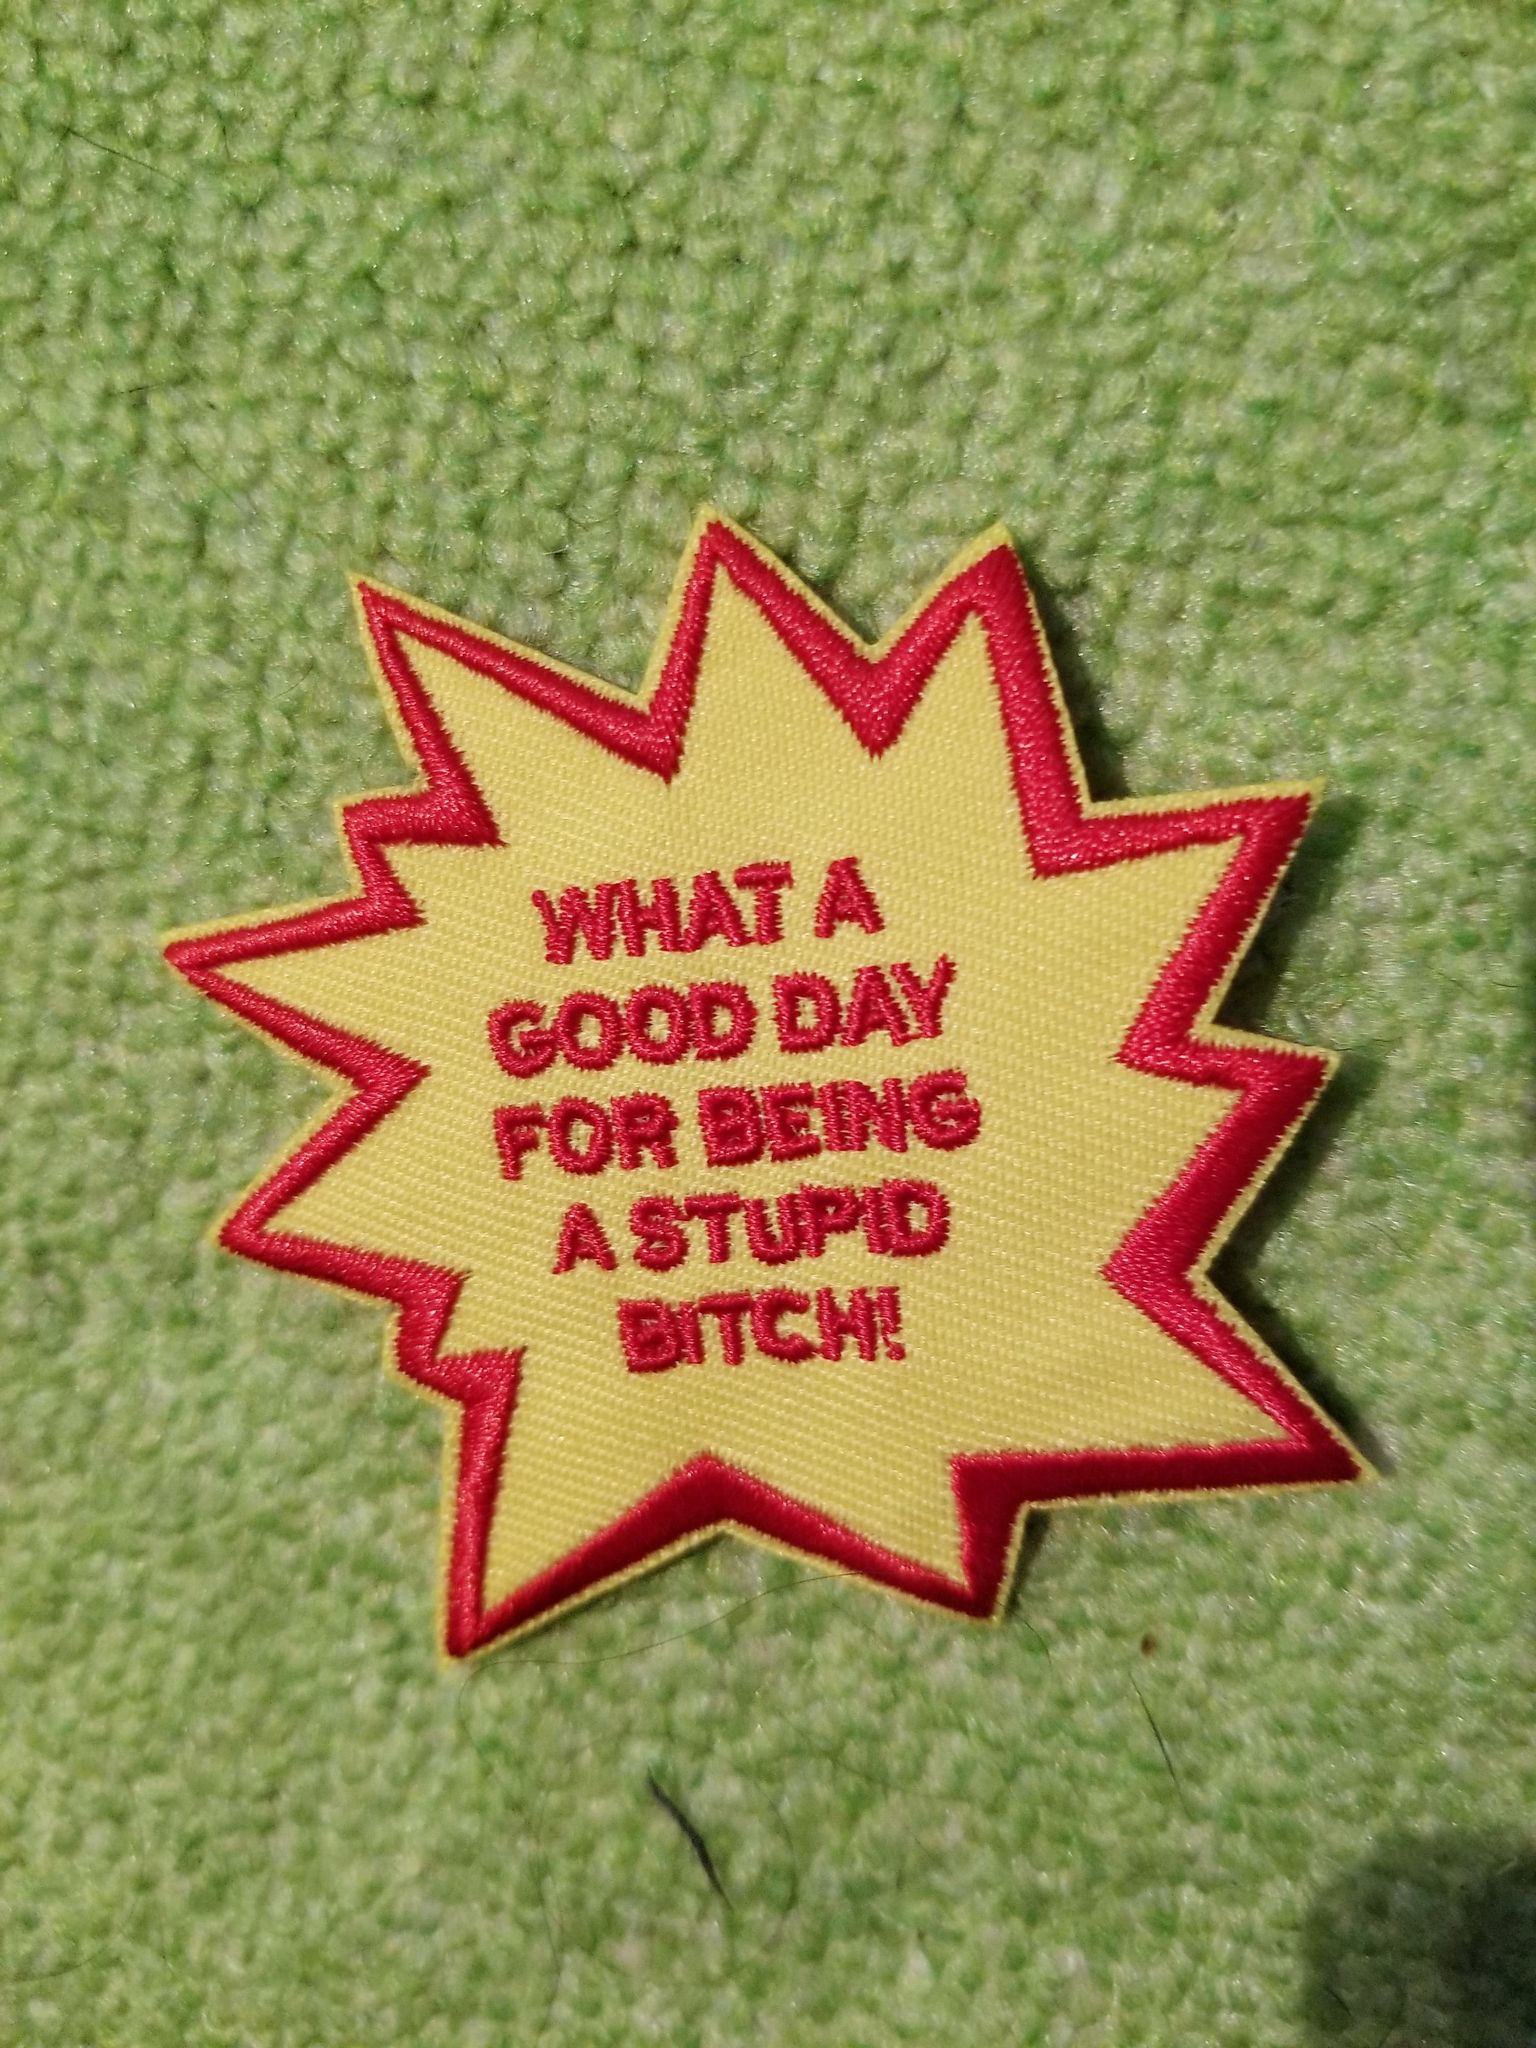 WHAT A
GOOD DAY
FOR BEING
A STUPID
BITCH!